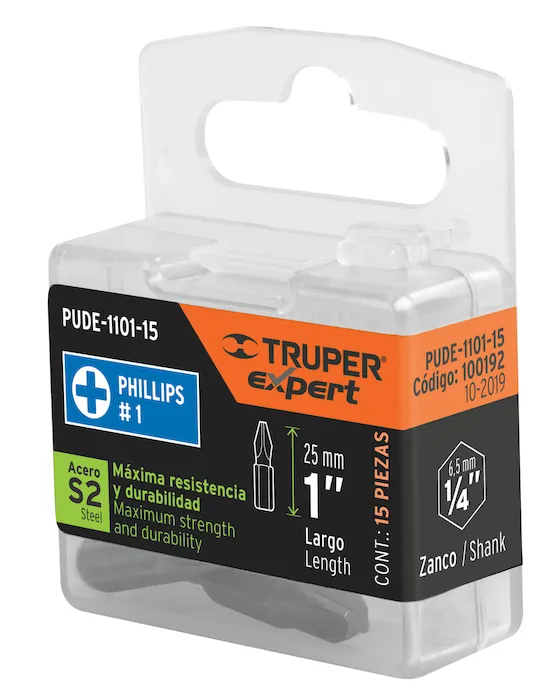 PUDE-1101-15
PHILLIPS
#1
Acero
S2
Steel
Máxima resistencia
y durabilidad
Maximum strength
and durability
TRUPER®
expert
25 mm
1"
Largo
Length
CONT.: 15 PIEZAS
PUDE-1101-15
Código: 100192
10-2019
6,5 mm
1/4"
Zanco / Shank